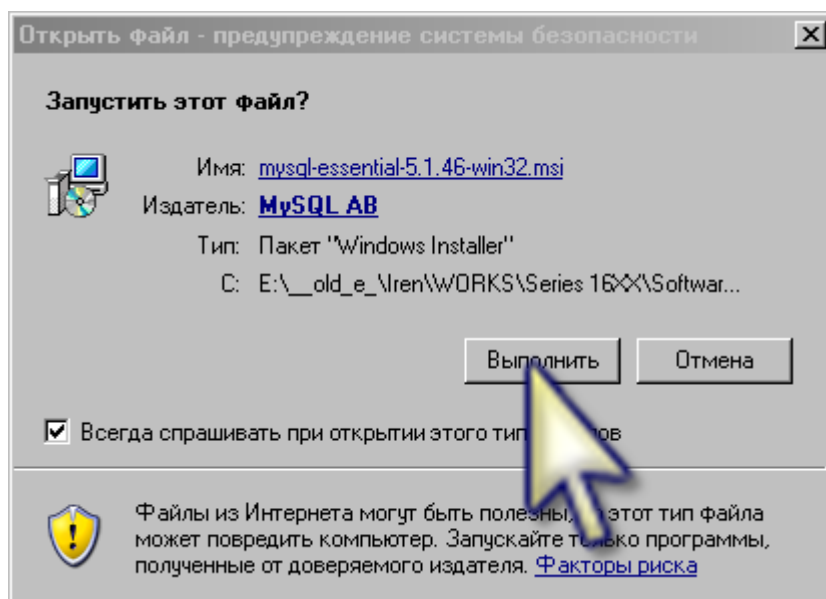 Открыть файл - предупреждение системы безопасности
Запустить этот файл?
Имя: mysql-essential-5.1.46-win32.msi
Издатель: MySQL AB
Тип: Пакет "Windows Installer"
С: E:\__old_e_\Iren\WORKS\Series 16XX\Softwar...
Выполнить Отмена
Всегда спрашивать при открытии этого
Файлы из Интернета могут быть полезны, этот тип файла
может повредить компьютер. Запускайте только программы,
полученные от доверяемого издателя. Факторы риска